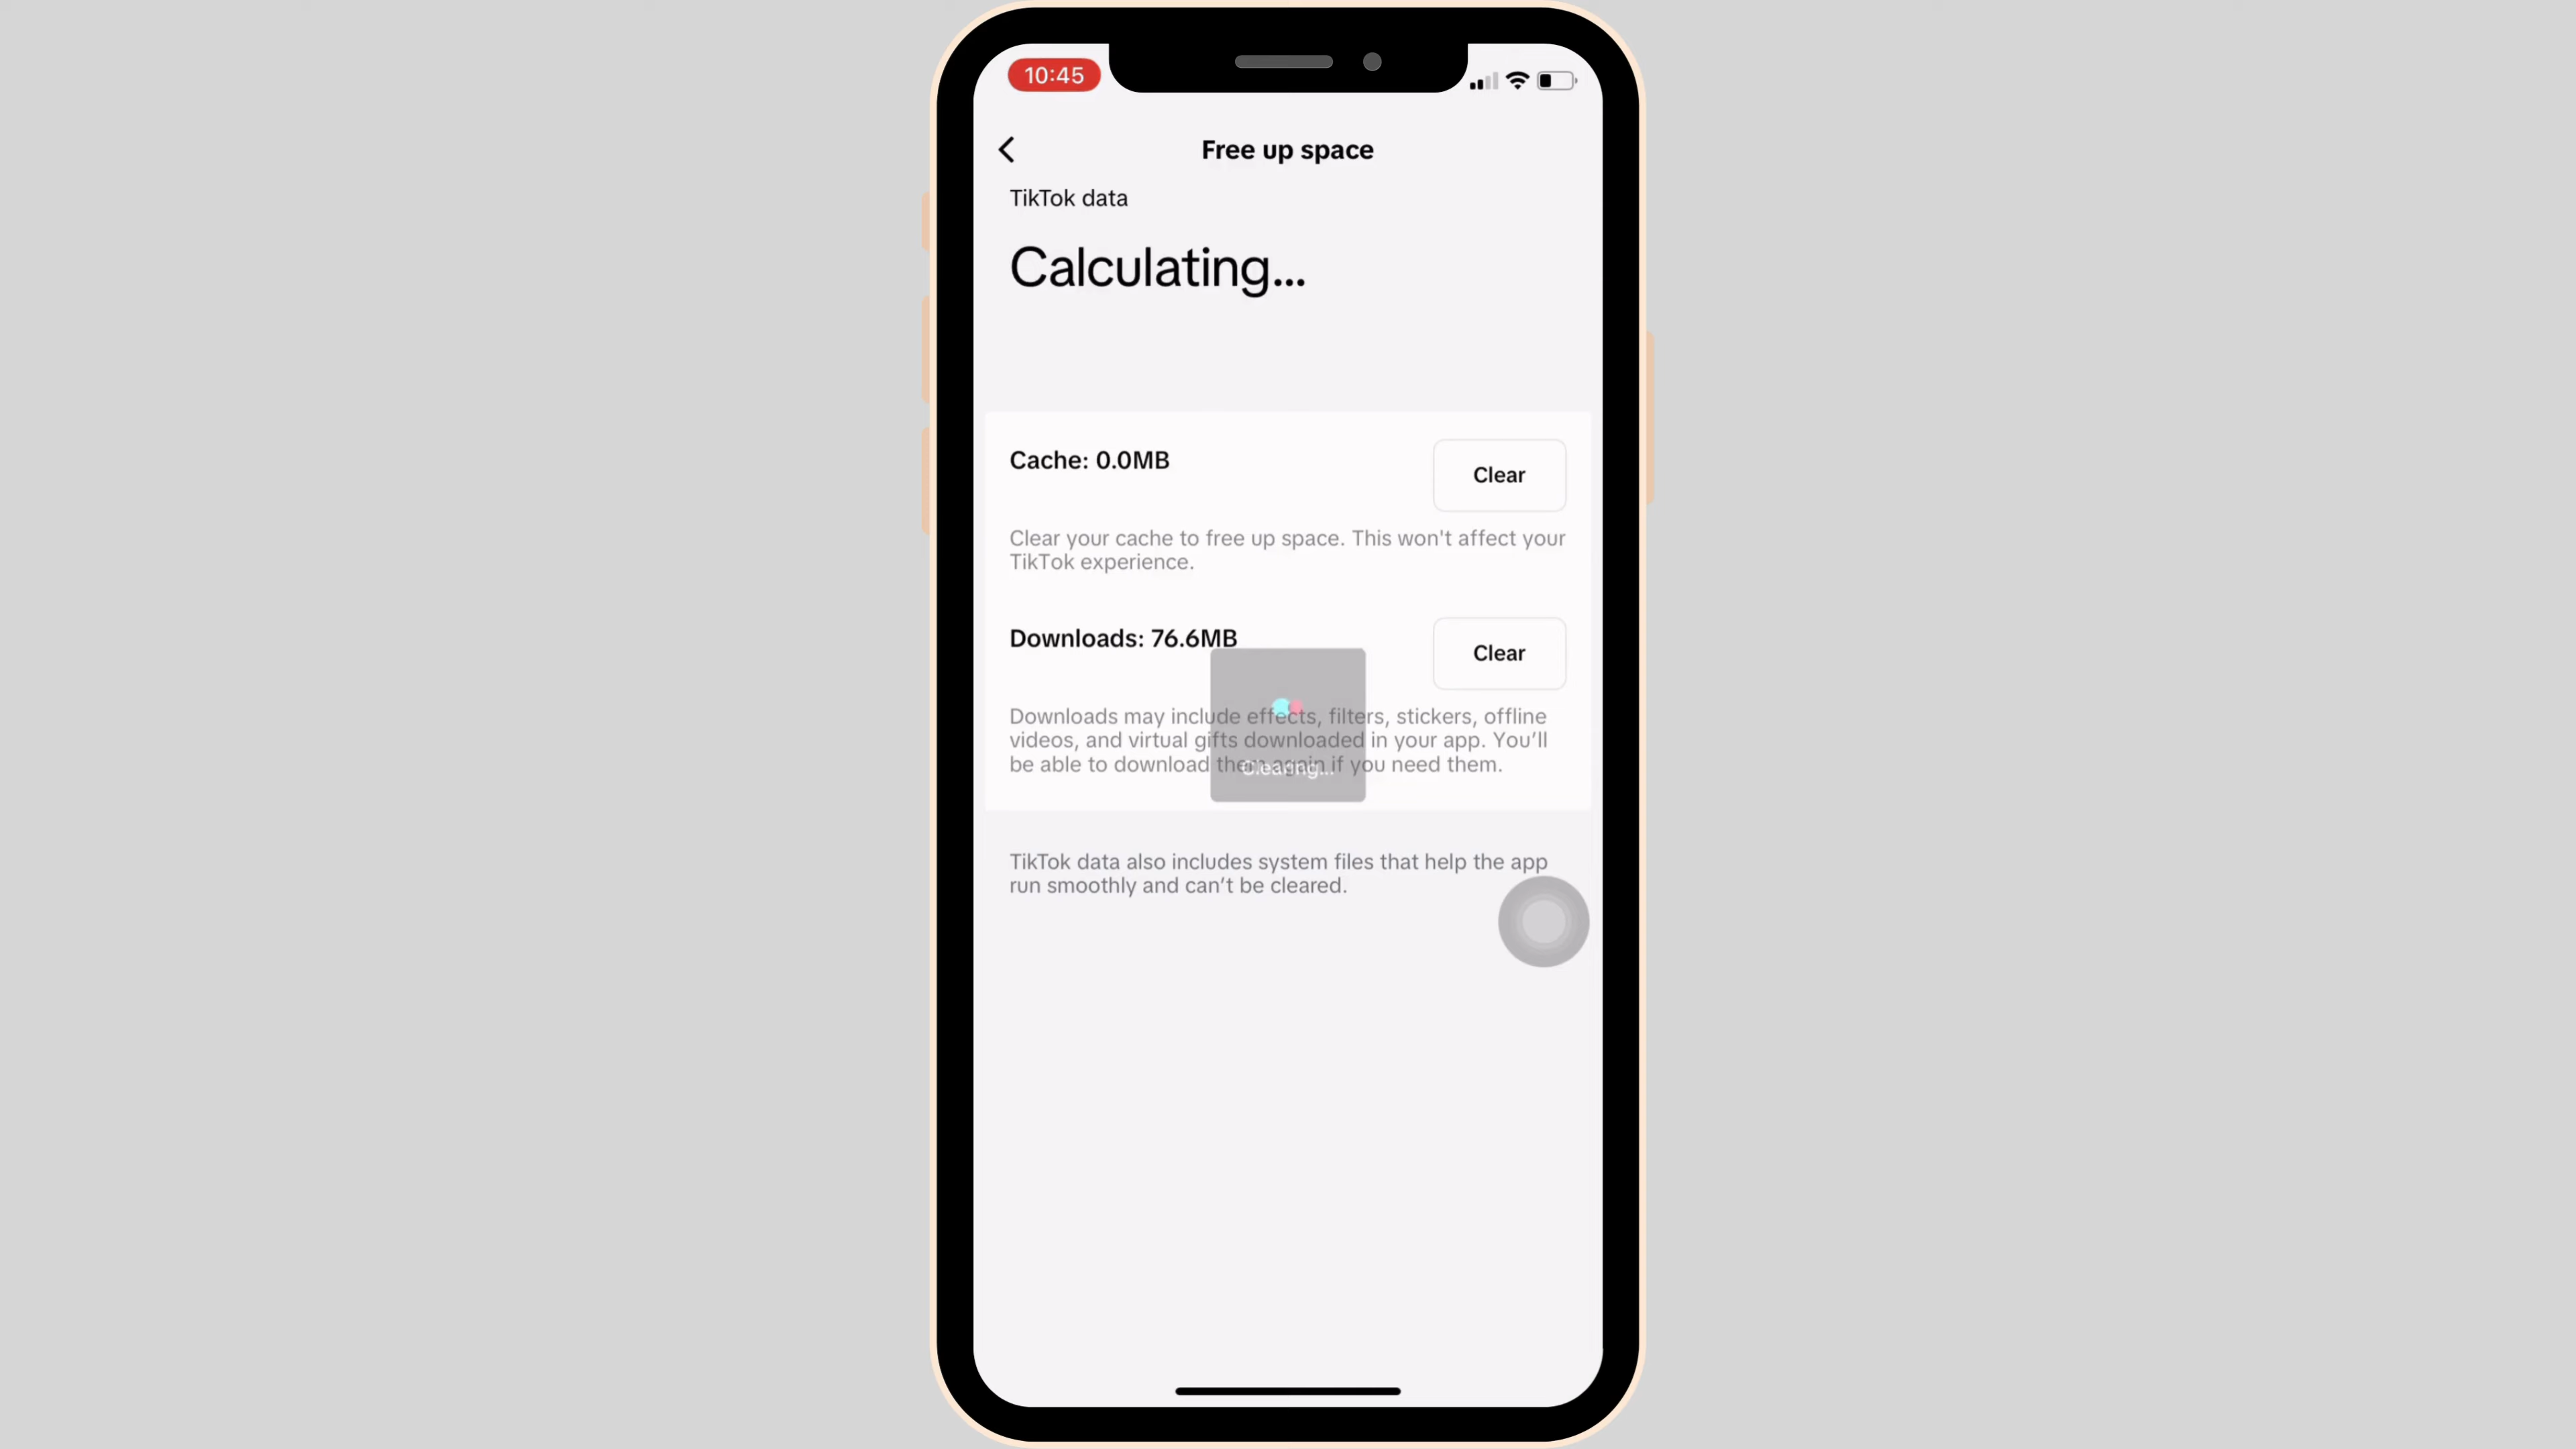 10:45
Free up space
TikTok data
Calculating...
Cache: 0.0MB
Clear
Clear your cache to free up space. This won't affect your
TikTok experience.
Downloads: 76.6MB
Clear
Downloads may include effects, filters, stickers, offline
videos, and virtual gifts downloaded in your app. You’ll
be able to download them again if you need them.
Clearing...
TikTok data also includes system files that help the app
run smoothly and can’t be cleared.